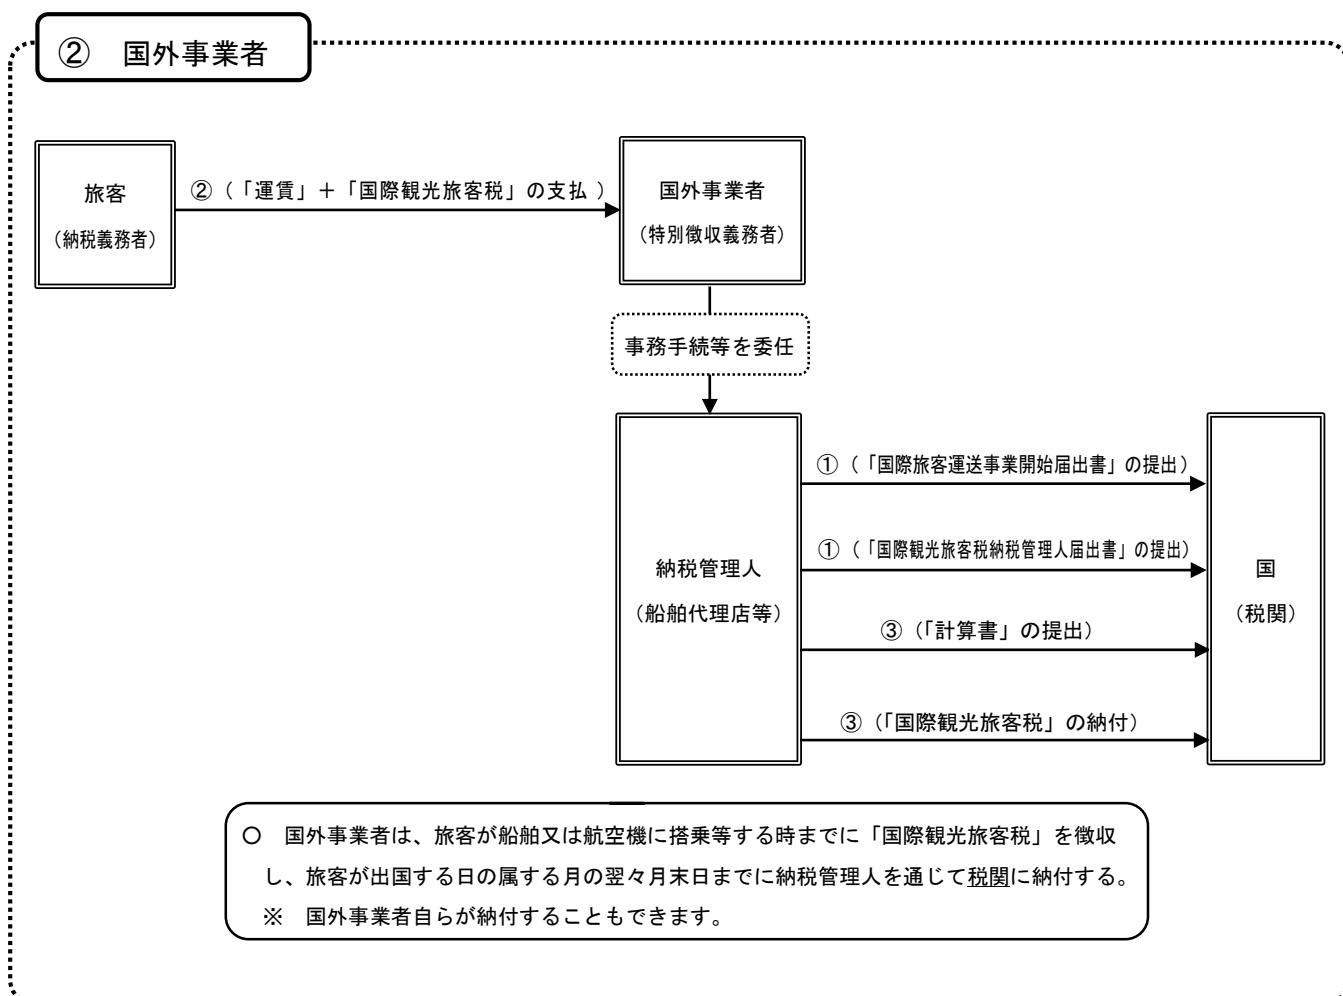 ② 国外事業者
旅客
（納税義務者）
②（「運賃」＋「国際観光旅客税」の支払 ）
国外事業者
（特別徴収義務者）
事務手続等を委任
納税管理人
（船舶代理店等）
①（「国際旅客運送事業開始届出書」の提出）
①（「国際観光旅客税納税管理人届出書」の提出）
③（「計算書」の提出）
③（「国際観光旅客税」の納付）
国
（税関）
○ 国外事業者は、旅客が船舶又は航空機に搭乗等する時までに「国際観光旅客税」を徴収
し、旅客が出国する日の属する月の翌々月末日までに納税管理人を通じて税関に納付する。
※ 国外事業者自らが納付することもできます。